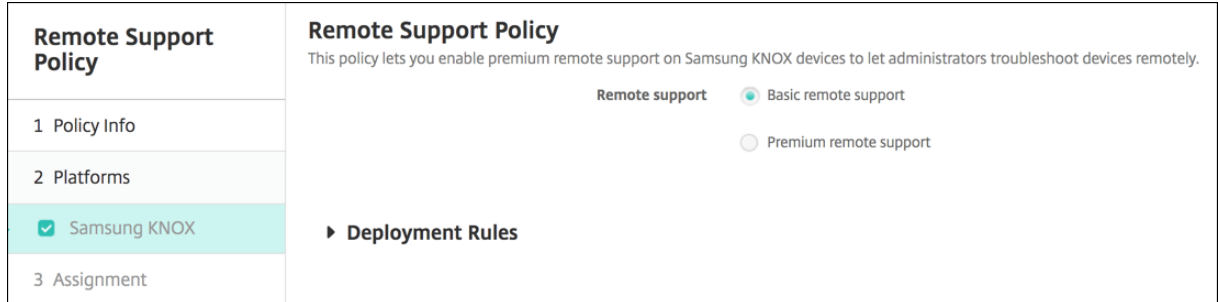 Remote Support
Policy
1 Policy Info
2 Platforms
Samsung KNOX
3 Assignment
Remote Support Policy
This policy lets you enable premium remote support on Samsung KNOX devices to let administrators troubleshoot devices remotely.
Remote support Basic remote support
Premium remote support
Deployment Rules